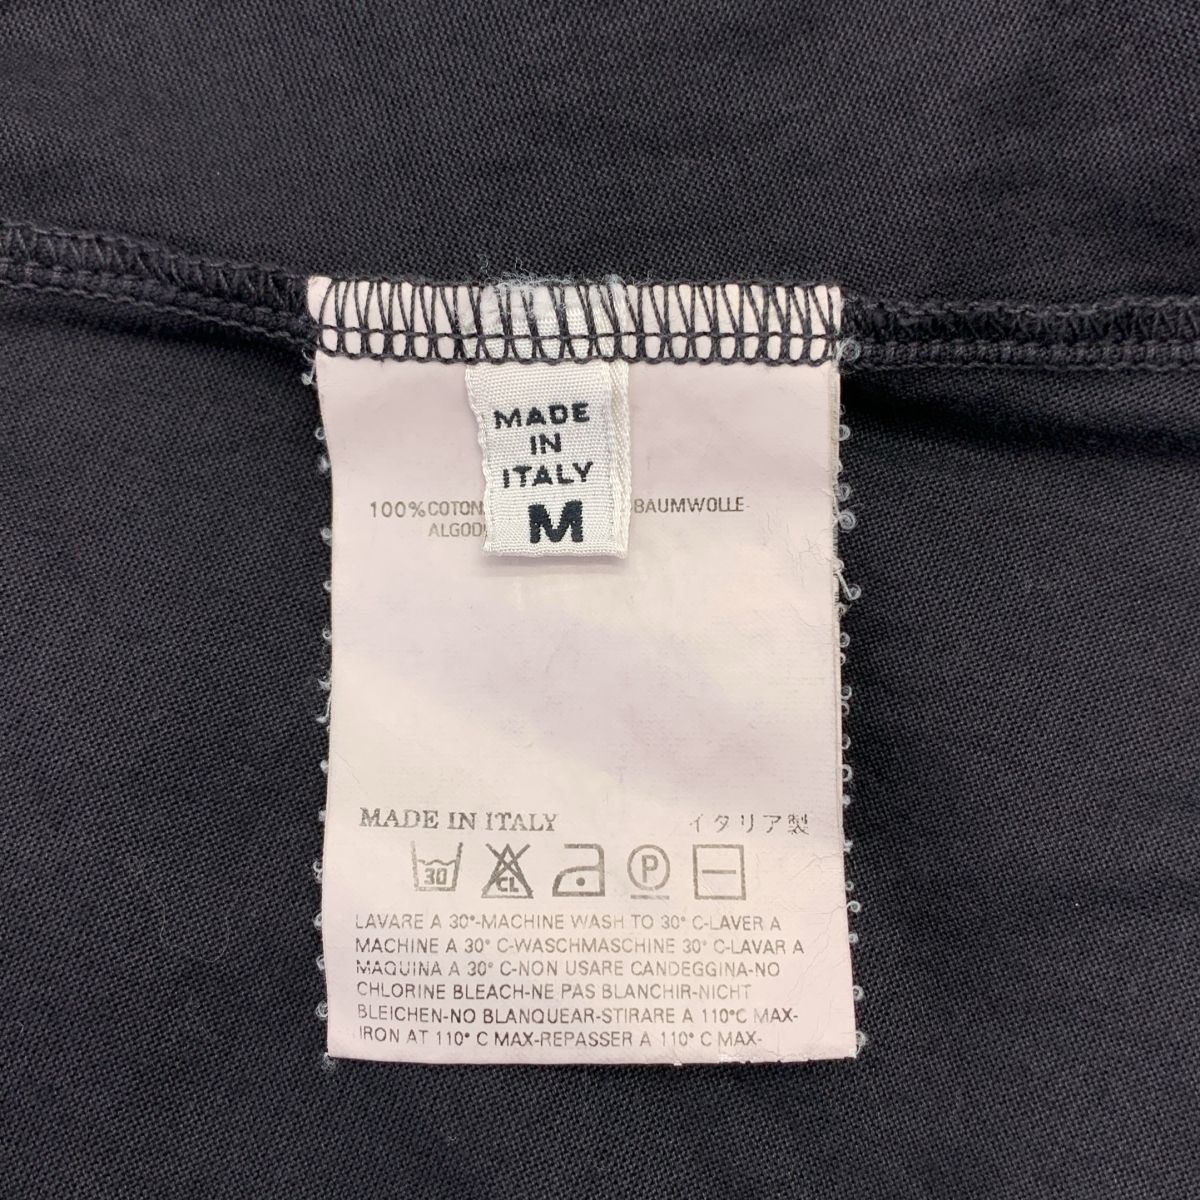 MADE
IN
ITALY
M
100%COTON BAUMWOLLE-
MADE IN ITALY イタリア製
30 CL P
LAVARE A 30°-MACHINE WASH TO 30° C-LAVER A
MACHINE A 30° C-WASCHMASCHINE 30° C-LAVAR A
MAQUINA A 30° C-NON USARE CANDEGGINA-NO
CHLORINE BLEACH-NE PAS BLANCHIR-NICHT
BLEICHEN-NO BLANQUEAR-STIRARE A 110°C MAX-
IRON AT 110° C MAX-REPASSER A 110° C MAX-